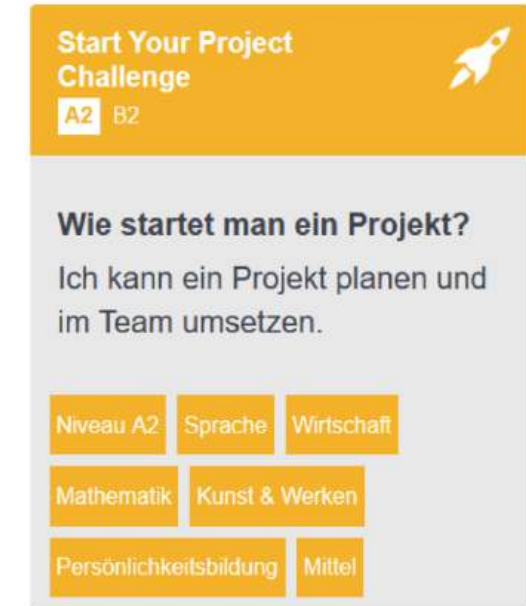 Start Your Project
Challenge
A2 B2
Wie startet man ein Projekt?
Ich kann ein Projekt planen und
im Team umsetzen.
Niveau A2 Sprache Wirtschaft
Mathematik Kunst & Werken
Persönlichkeitsbildung Mittel